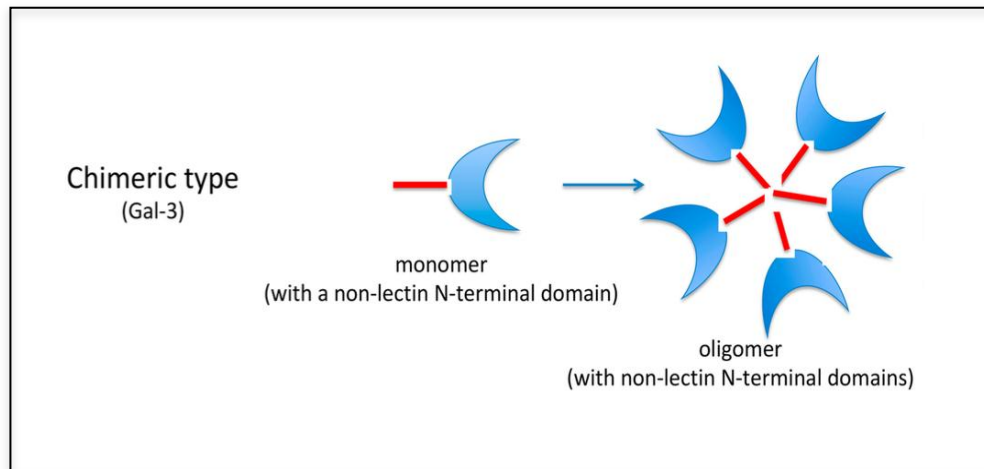 Chimeric type
(Gal-3)
monomer
(with a non-lectin N-terminal domain)
oligomer
(with non-lectin N-terminal domains)